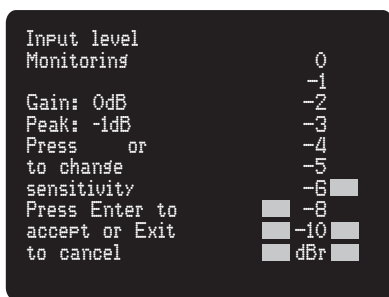 Input level
Monitoring 0
-1
Gain: 0dB -2
Peak: -1dB -3
Press or -4
to change -5
sensitivity -6
Press Enter to -8
accept or Exit -10
to cancel dBr